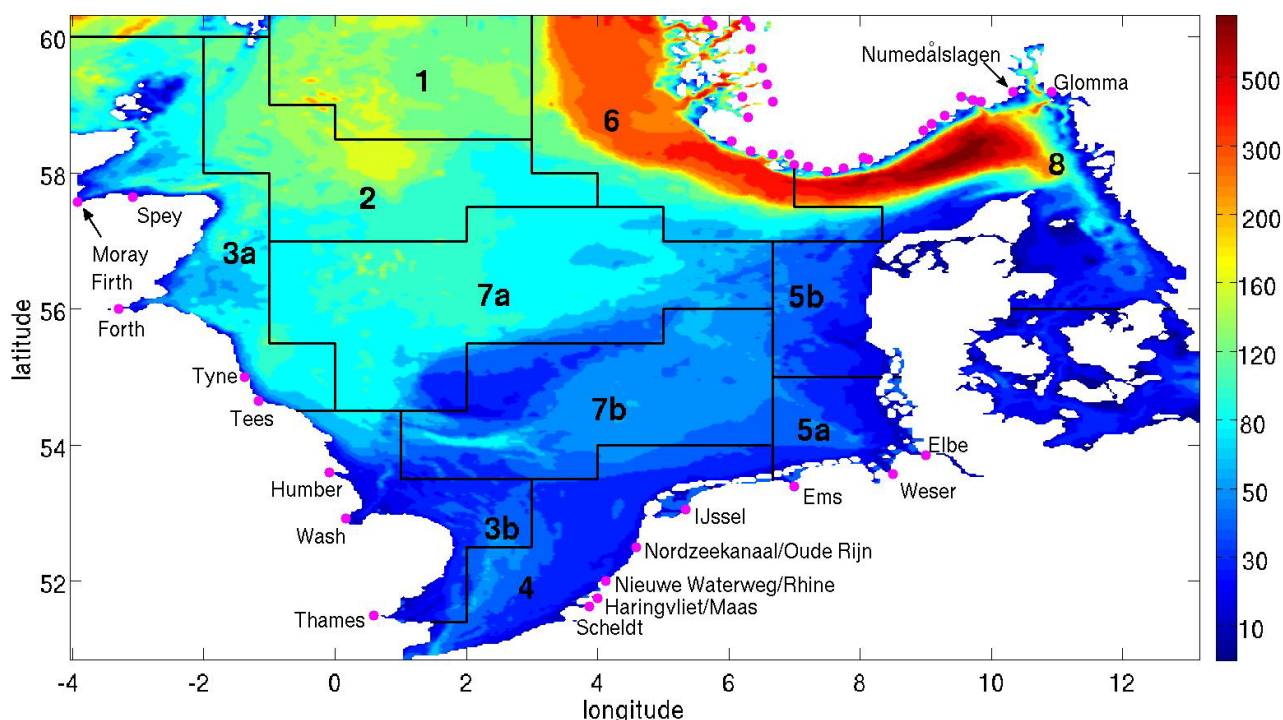 60
58
56
54
52
latitude
-4
-2
0
2
4
6
8
10
12
longitude
1
2
3a
3b
4
5a
5b
6
7a
7b
8
Numedålslagen
Glomma
Spey
Moray
Firth
Forth
Tyne
Tees
Humber
Wash
Thames
Elbe
Weser
Ems
IJssel
Nordzeekanaal/Oude Rijn
Nieuwe Waterweg/Rhine
Haringvliet/Maas
Scheldt
500
200
160
120
80
50
30
10